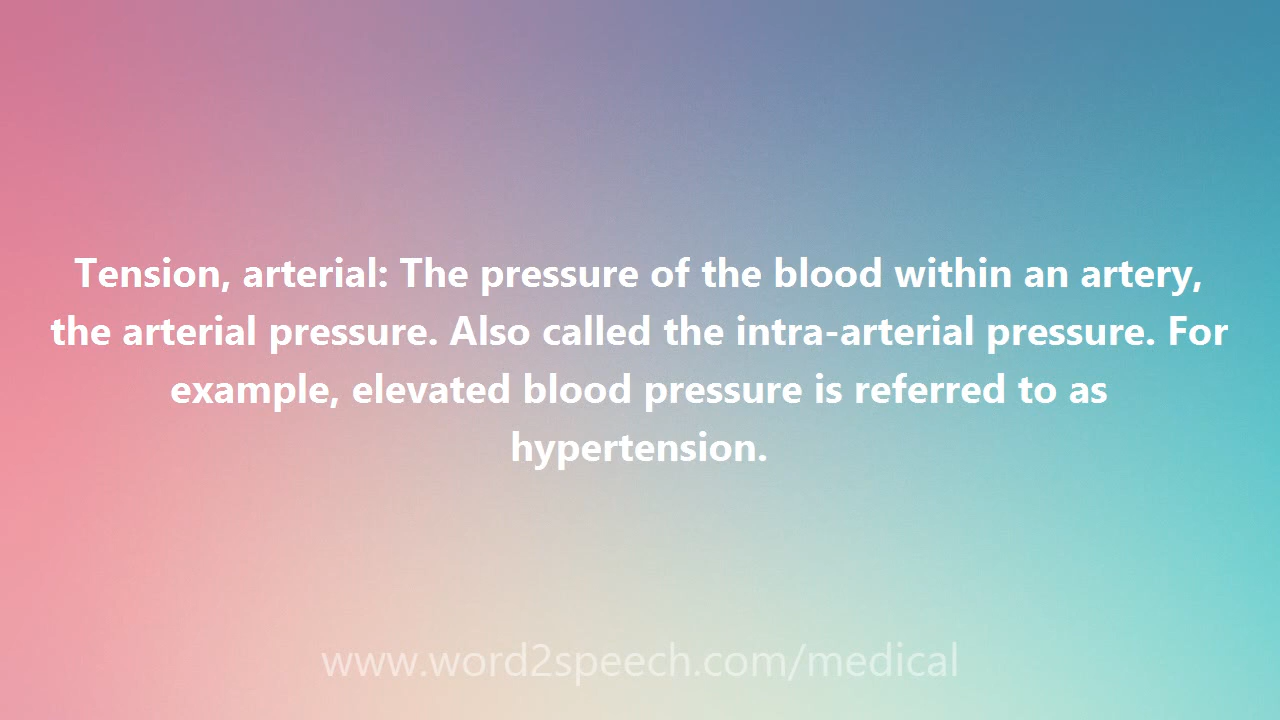 Tension, arterial: The pressure of the blood within an artery,
the arterial pressure. Also called the intra-arterial pressure. For
example, elevated blood pressure is referred to as
hypertension.
www.word2speech.com/medical